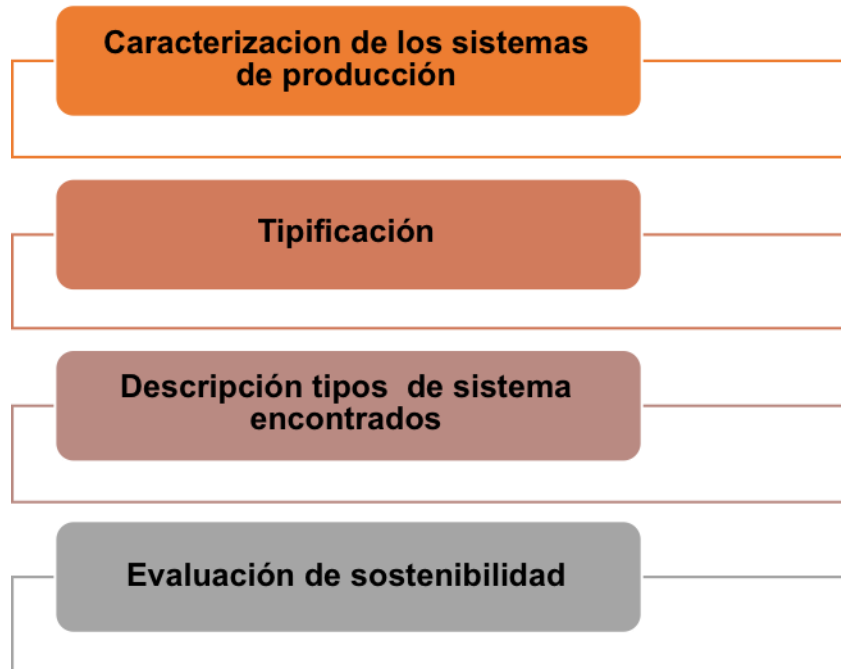 Caracterizacion de los sistemas
de producción
Tipificación
Descripción tipos  de sistema
encontrados
Evaluación de sostenibilidad